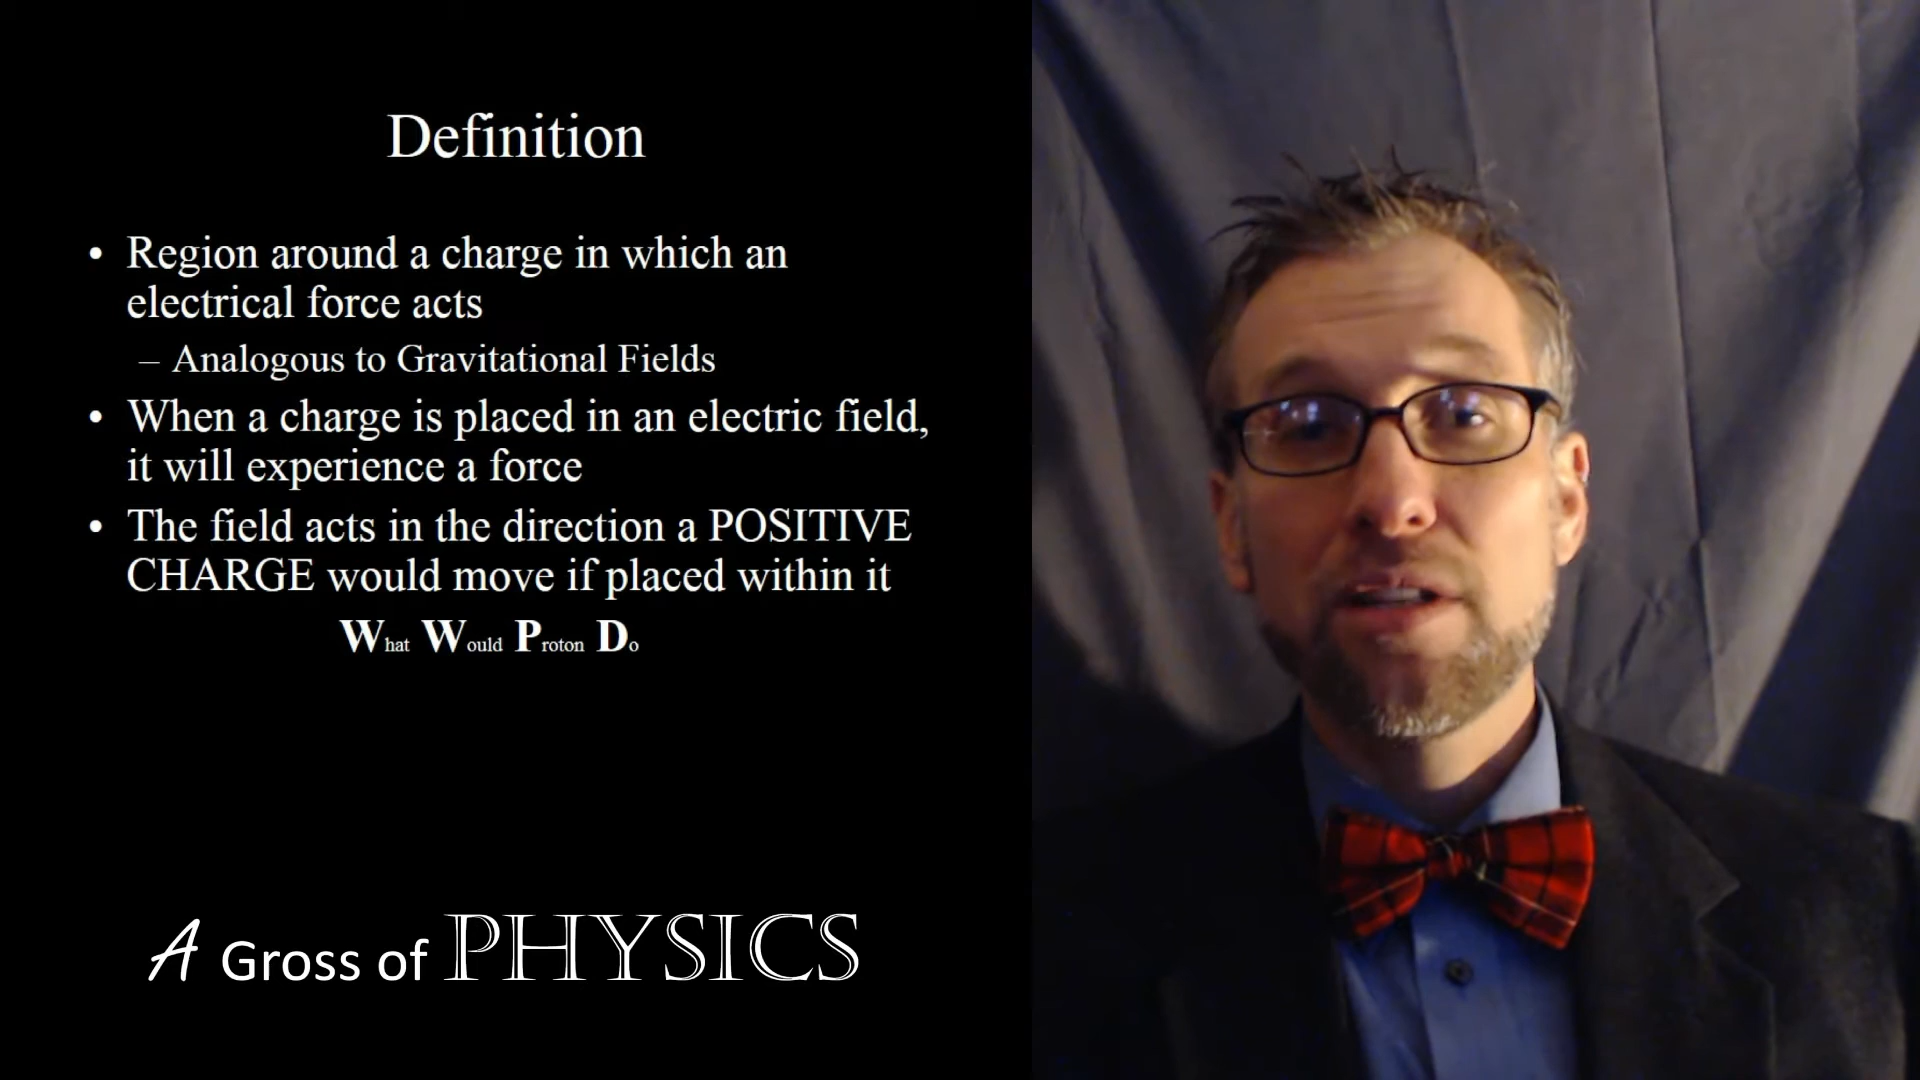 Definition
• Region around a charge in which an
electrical force acts
– Analogous to Gravitational Fields
• When a charge is placed in an electric field,
it will experience a force
• The field acts in the direction a POSITIVE
CHARGE would move if placed within it
What Would Proton Do
A Gross of PHYSICS